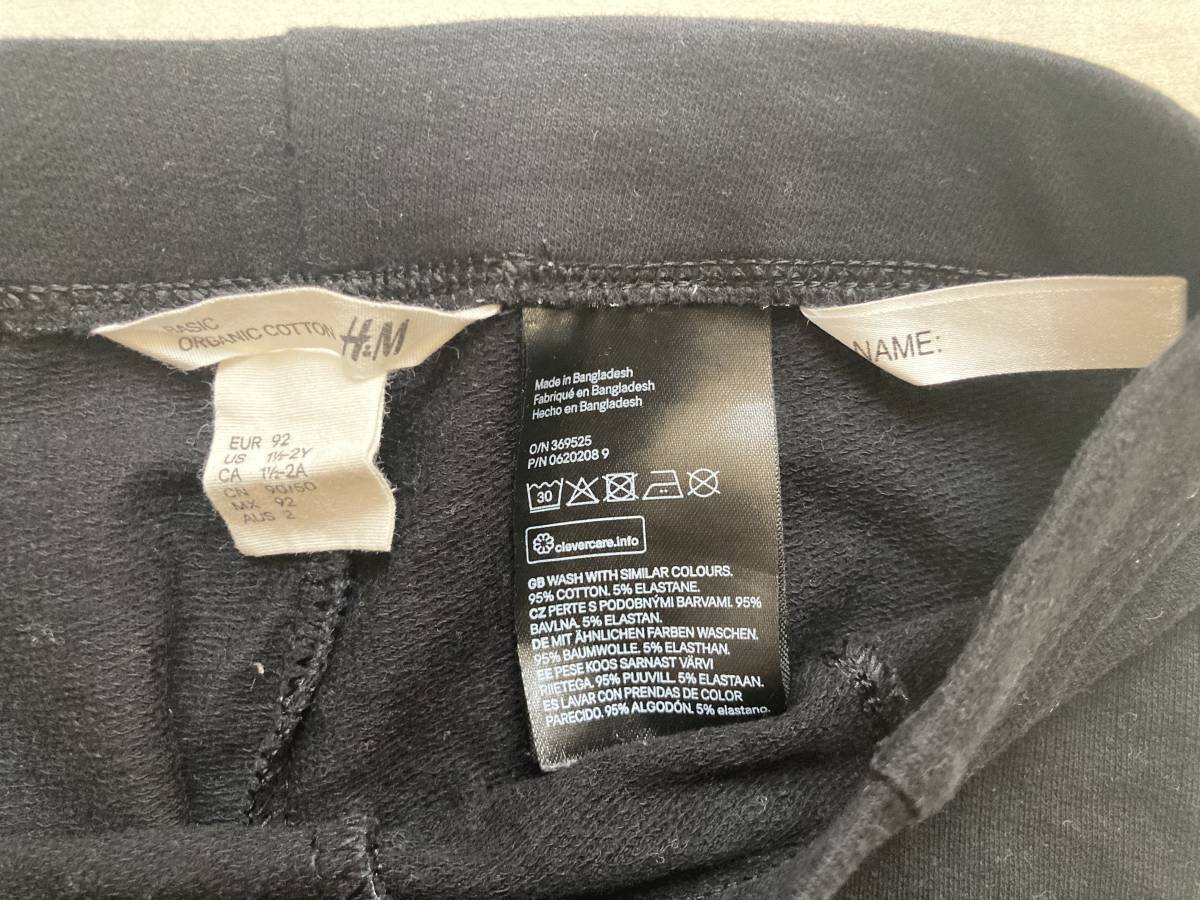 BASIC
ORGANIC COTTON H&M
EUR 92
US 1½-2Y
CA 1½-2A
CN 90/50
MX 92
AUS 2
Made in Bangladesh
Fabriqué en Bangladesh
Hecho en Bangladesh
O/N 369525
P/N 0620208 9
30
clevercare.info
GB WASH WITH SIMILAR COLOURS.
95% COTTON. 5% ELASTANE.
CZ PERTE S PODOBNÝMI BARVAMI. 95%
BAVLNA. 5% ELASTAN.
DE MIT ÄHNLICHEN FARBEN WASCHEN.
95% BAUMWOLLE. 5% ELASTHAN.
EE PESE KOOS SARNAST VÄRVI
RIIETEGA. 95% PUUVILL. 5% ELASTAAN.
ES LAVAR CON PRENDAS DE COLOR
PARECIDO. 95% ALGODÓN. 5% elastano.
NAME: